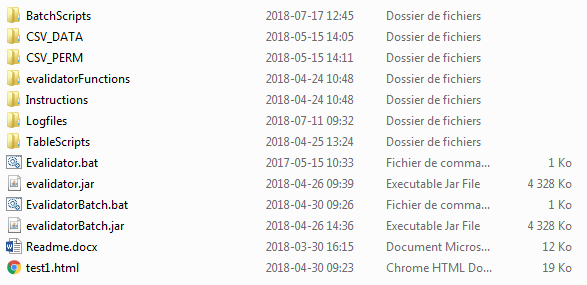 BatchScripts 2018-07-17 12:45 Dossier de fichiers
CSV_DATA 2018-05-15 14:05 Dossier de fichiers
CSV_PERM 2018-05-15 14:11 Dossier de fichiers
evalidatorFunctions 2018-04-24 10:48 Dossier de fichiers
Instructions 2018-04-24 10:48 Dossier de fichiers
Logfiles 2018-07-11 09:32 Dossier de fichiers
TableScripts 2018-04-25 13:24 Dossier de fichiers
Evalidator.bat 2017-05-15 10:33 Fichier de comma... 1 Ko
evalidator.jar 2018-04-26 09:39 Executable Jar File 4 328 Ko
EvalidatorBatch.bat 2018-04-30 09:26 Fichier de comma... 1 Ko
evalidatorBatch.jar 2018-04-26 14:36 Executable Jar File 4 328 Ko
Readme.docx 2018-03-30 16:15 Document Micros... 12 Ko
test1.html 2018-04-30 09:23 Chrome HTML Do... 19 Ko